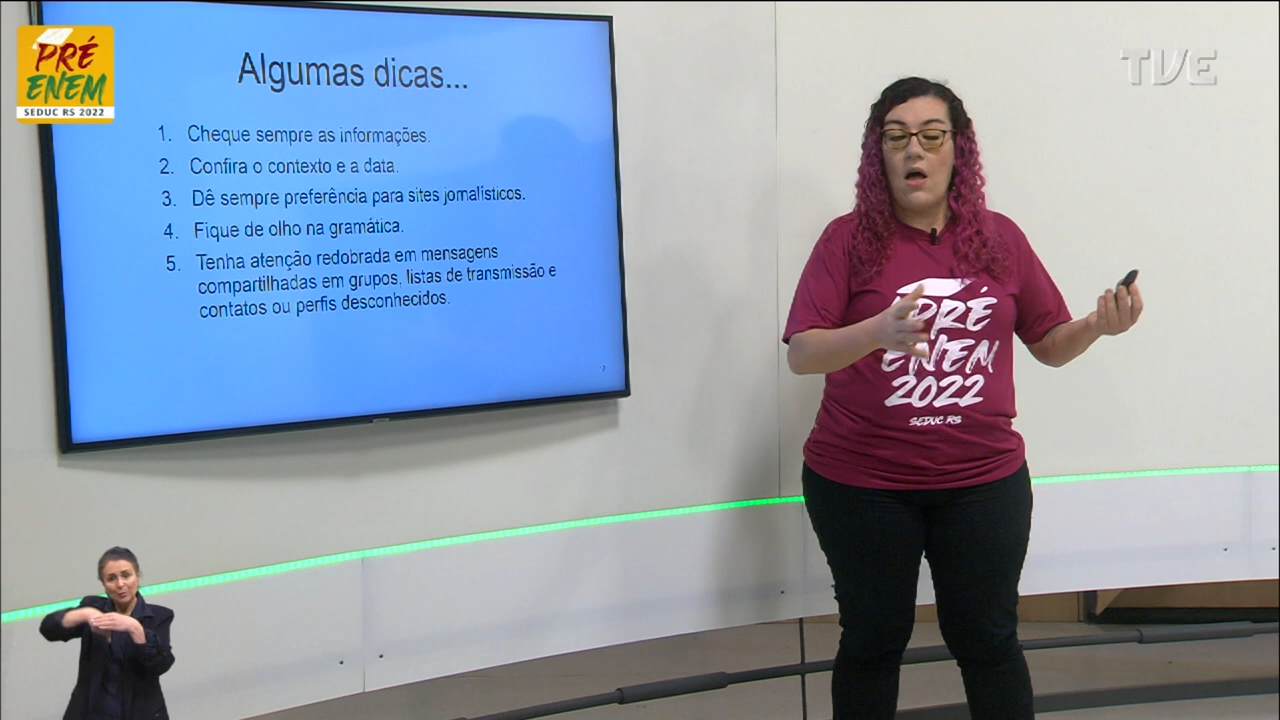 PRÉ
ENEM
SEDUC RS 2022
Algumas dicas...
1. Cheque sempre as informações.
2. Confira o contexto e a data.
3. Dê sempre preferência para sites jornalísticos.
4. Fique de olho na gramática.
5. Tenha atenção redobrada em mensagens
compartilhadas em grupos, listas de transmissão e
contatos ou perfis desconhecidos.
7
TVE
PRÉ
ENEM
2022
SEDUC RS